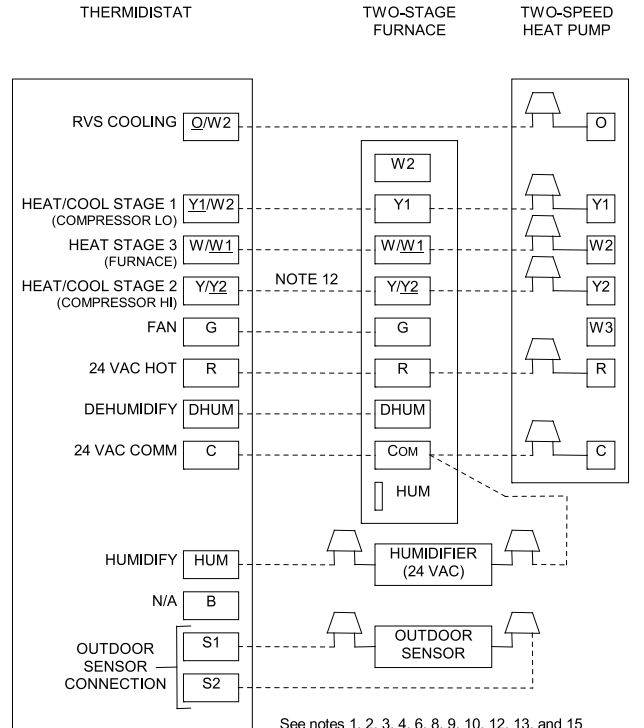 THERMIDISTAT
TWO-STAGE
FURNACE
TWO-SPEED
HEAT PUMP
RVS COOLING O/W2 O
W2
HEAT/COOL STAGE 1 Y1/W2 Y1 Y1
(COMPRESSOR LO)
HEAT STAGE 3 W/W1 W/W1 W2
(FURNACE)
HEAT/COOL STAGE 2 Y/Y2 NOTE 12 Y/Y2 Y2
(COMPRESSOR HI)
FAN G G W3
24 VAC HOT R R R
DEHUMIDIFY DHUM DHUM
24 VAC COMM C COM C
HUM
HUMIDIFY HUM HUMIDIFIER
(24 VAC)
N/A B
OUTDOOR
SENSOR
CONNECTION
S1 OUTDOOR
SENSOR
S2
See notes 1, 2, 3, 4, 6, 8, 9, 10, 12, 13, and 15